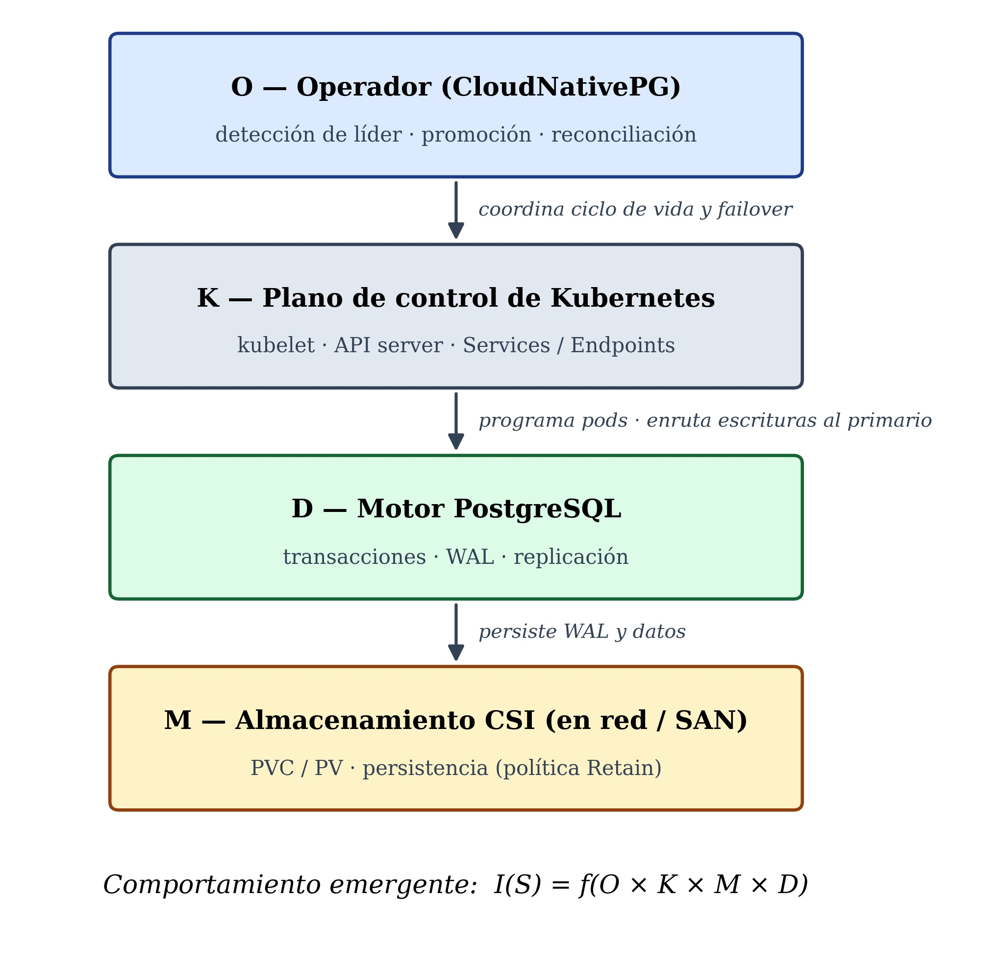 O — Operador (CloudNativePG)
detección de líder · promoción · reconciliación
coordina ciclo de vida y failover
K — Plano de control de Kubernetes
kubelet · API server · Services / Endpoints
programa pods · enruta escrituras al primario
D — Motor PostgreSQL
transacciones · WAL · replicación
persiste WAL y datos
M — Almacenamiento CSI (en red / SAN)
PVC / PV · persistencia (política Retain)
Comportamiento emergente: I(S) = f(O × K × M × D)